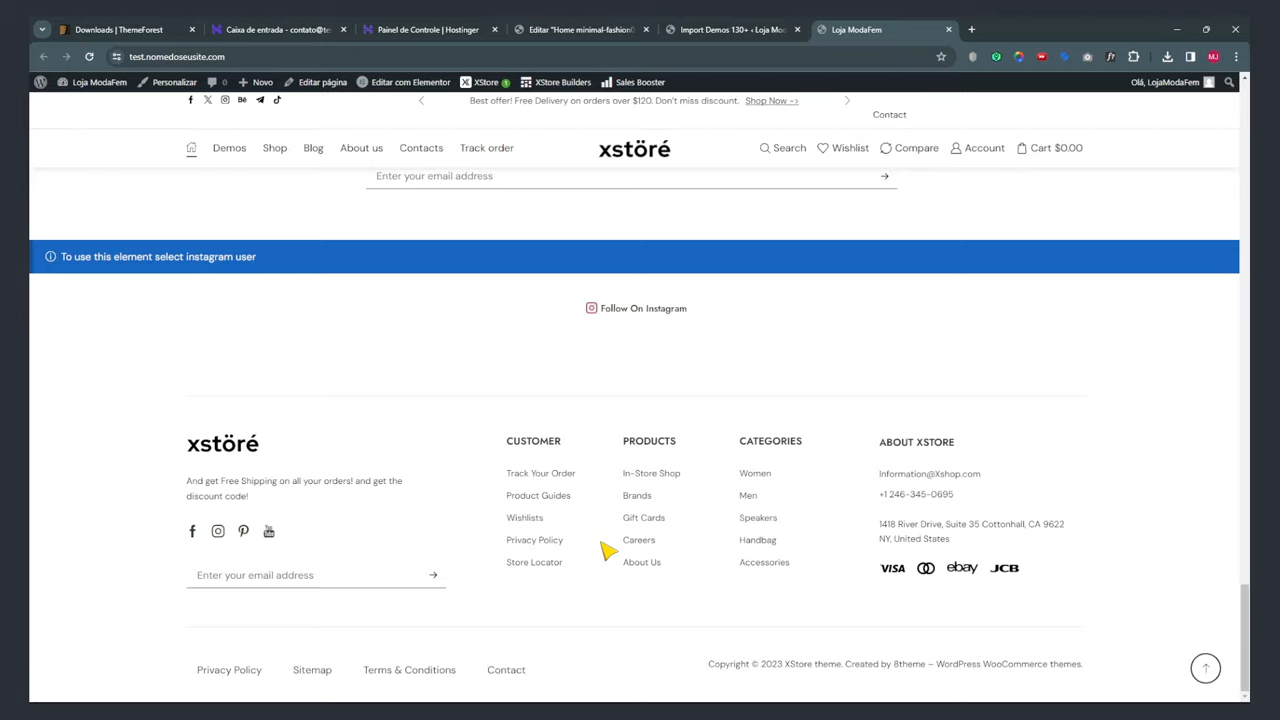 Downloads | ThemeForest
Caixa de entrada - contato@te
Painel de Controle | Hostinger
Editar "Home minimal-fashion0
Import Demos 130+ ‹ Loja Mod
Loja ModaFem
test.nomedoseusite.com
Loja ModaFem
Personalizar
Novo
Editar página
Editar com Elementor
XStore 1
XStore Builders
Sales Booster
Olá, LojaModaFem
Best offer! Free Delivery on orders over $120. Don't miss discount. Shop Now ->
Contact
Demos
Shop
Blog
About us
Contacts
Track order
xstöré
Search
Wishlist
Compare
Account
Cart $0.00
Enter your email address
To use this element select instagram user
Follow On Instagram
xstöré
And get Free Shipping on all your orders! and get the
discount code!
Enter your email address
CUSTOMER
Track Your Order
Product Guides
Wishlists
Privacy Policy
Store Locator
PRODUCTS
In-Store Shop
Brands
Gift Cards
Careers
About Us
CATEGORIES
Women
Men
Speakers
Handbag
Accessories
ABOUT XSTORE
Information@Xshop.com
+1 246-345-0695
1418 River Drive, Suite 35 Cottonhall, CA 9622
NY, United States
VISA
ebay
JCB
Privacy Policy
Sitemap
Terms & Conditions
Contact
Copyright © 2023 XStore theme. Created by 8theme – WordPress WooCommerce themes.